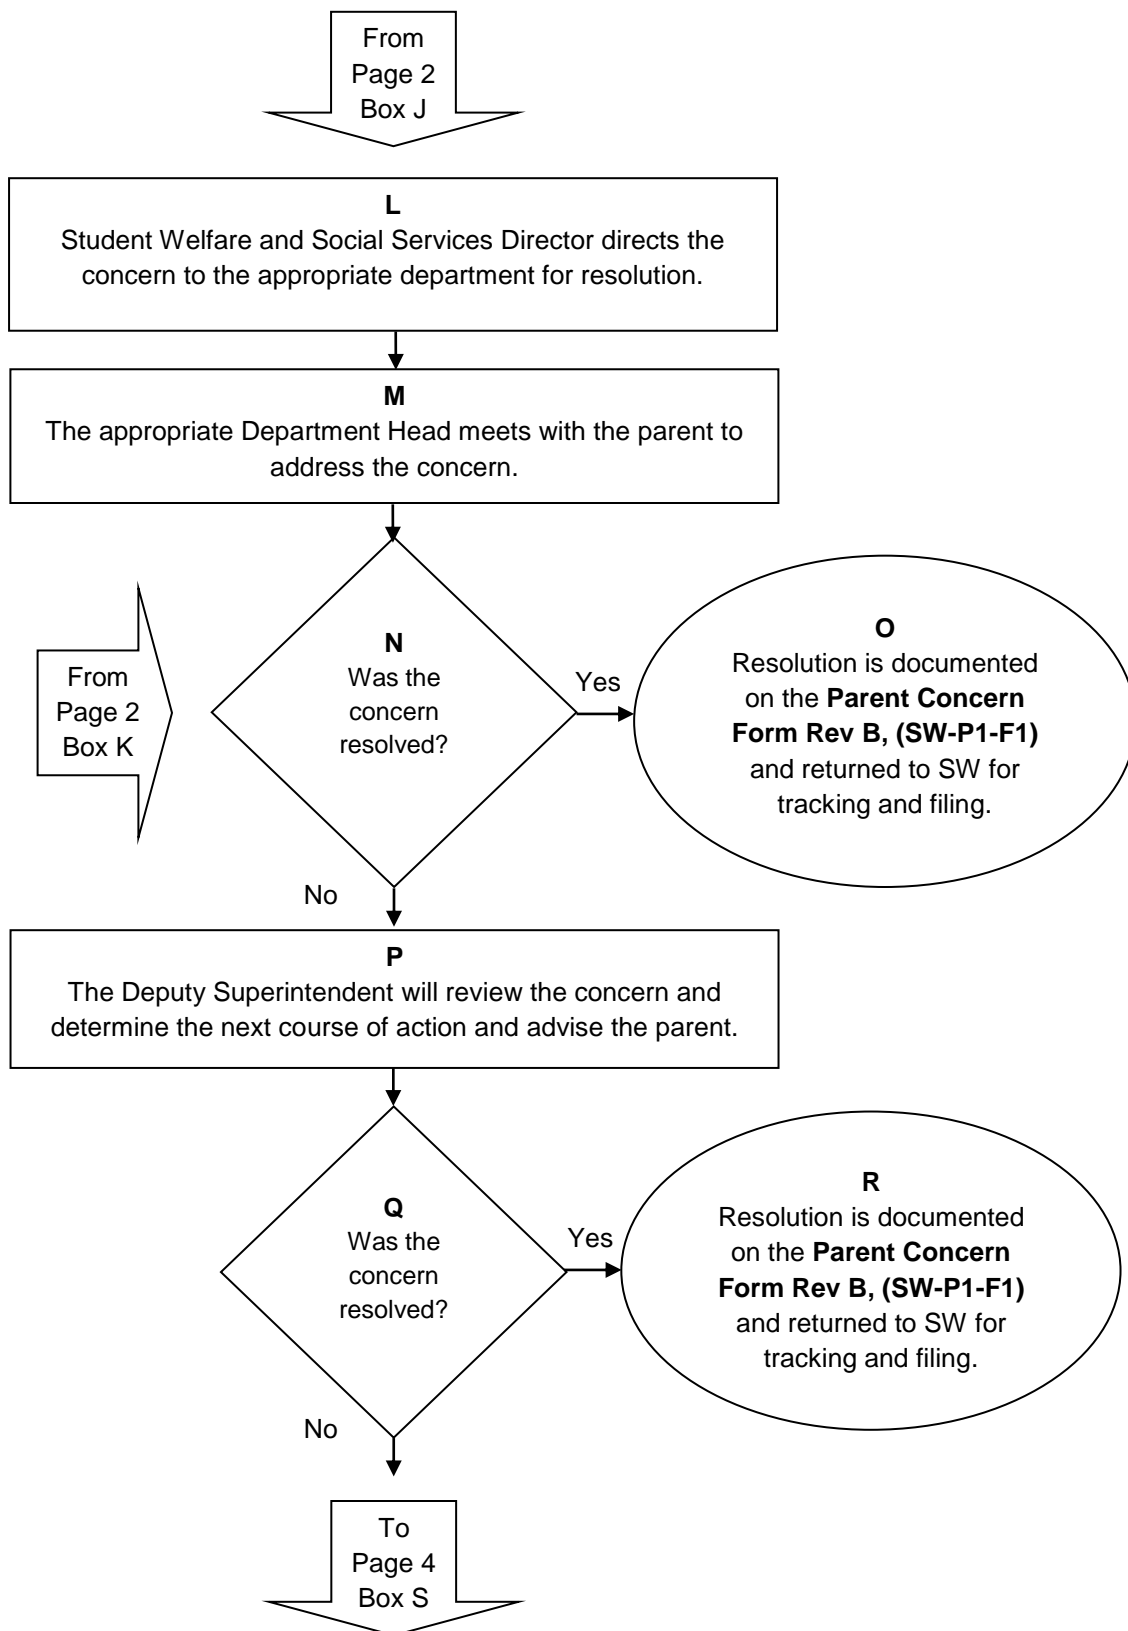 From
Page 2
Box J
L
Student Welfare and Social Services Director directs the
concern to the appropriate department for resolution.
M
The appropriate Department Head meets with the parent to
address the concern.
From
Page 2
Box K
N
Was the
concern
resolved?
Yes
O
Resolution is documented
on the Parent Concern
Form Rev B, (SW-P1-F1)
and returned to SW for
tracking and filing.
No
P
The Deputy Superintendent will review the concern and
determine the next course of action and advise the parent.
Q
Was the
concern
resolved?
Yes
R
Resolution is documented
on the Parent Concern
Form Rev B, (SW-P1-F1)
and returned to SW for
tracking and filing.
No
To
Page 4
Box S